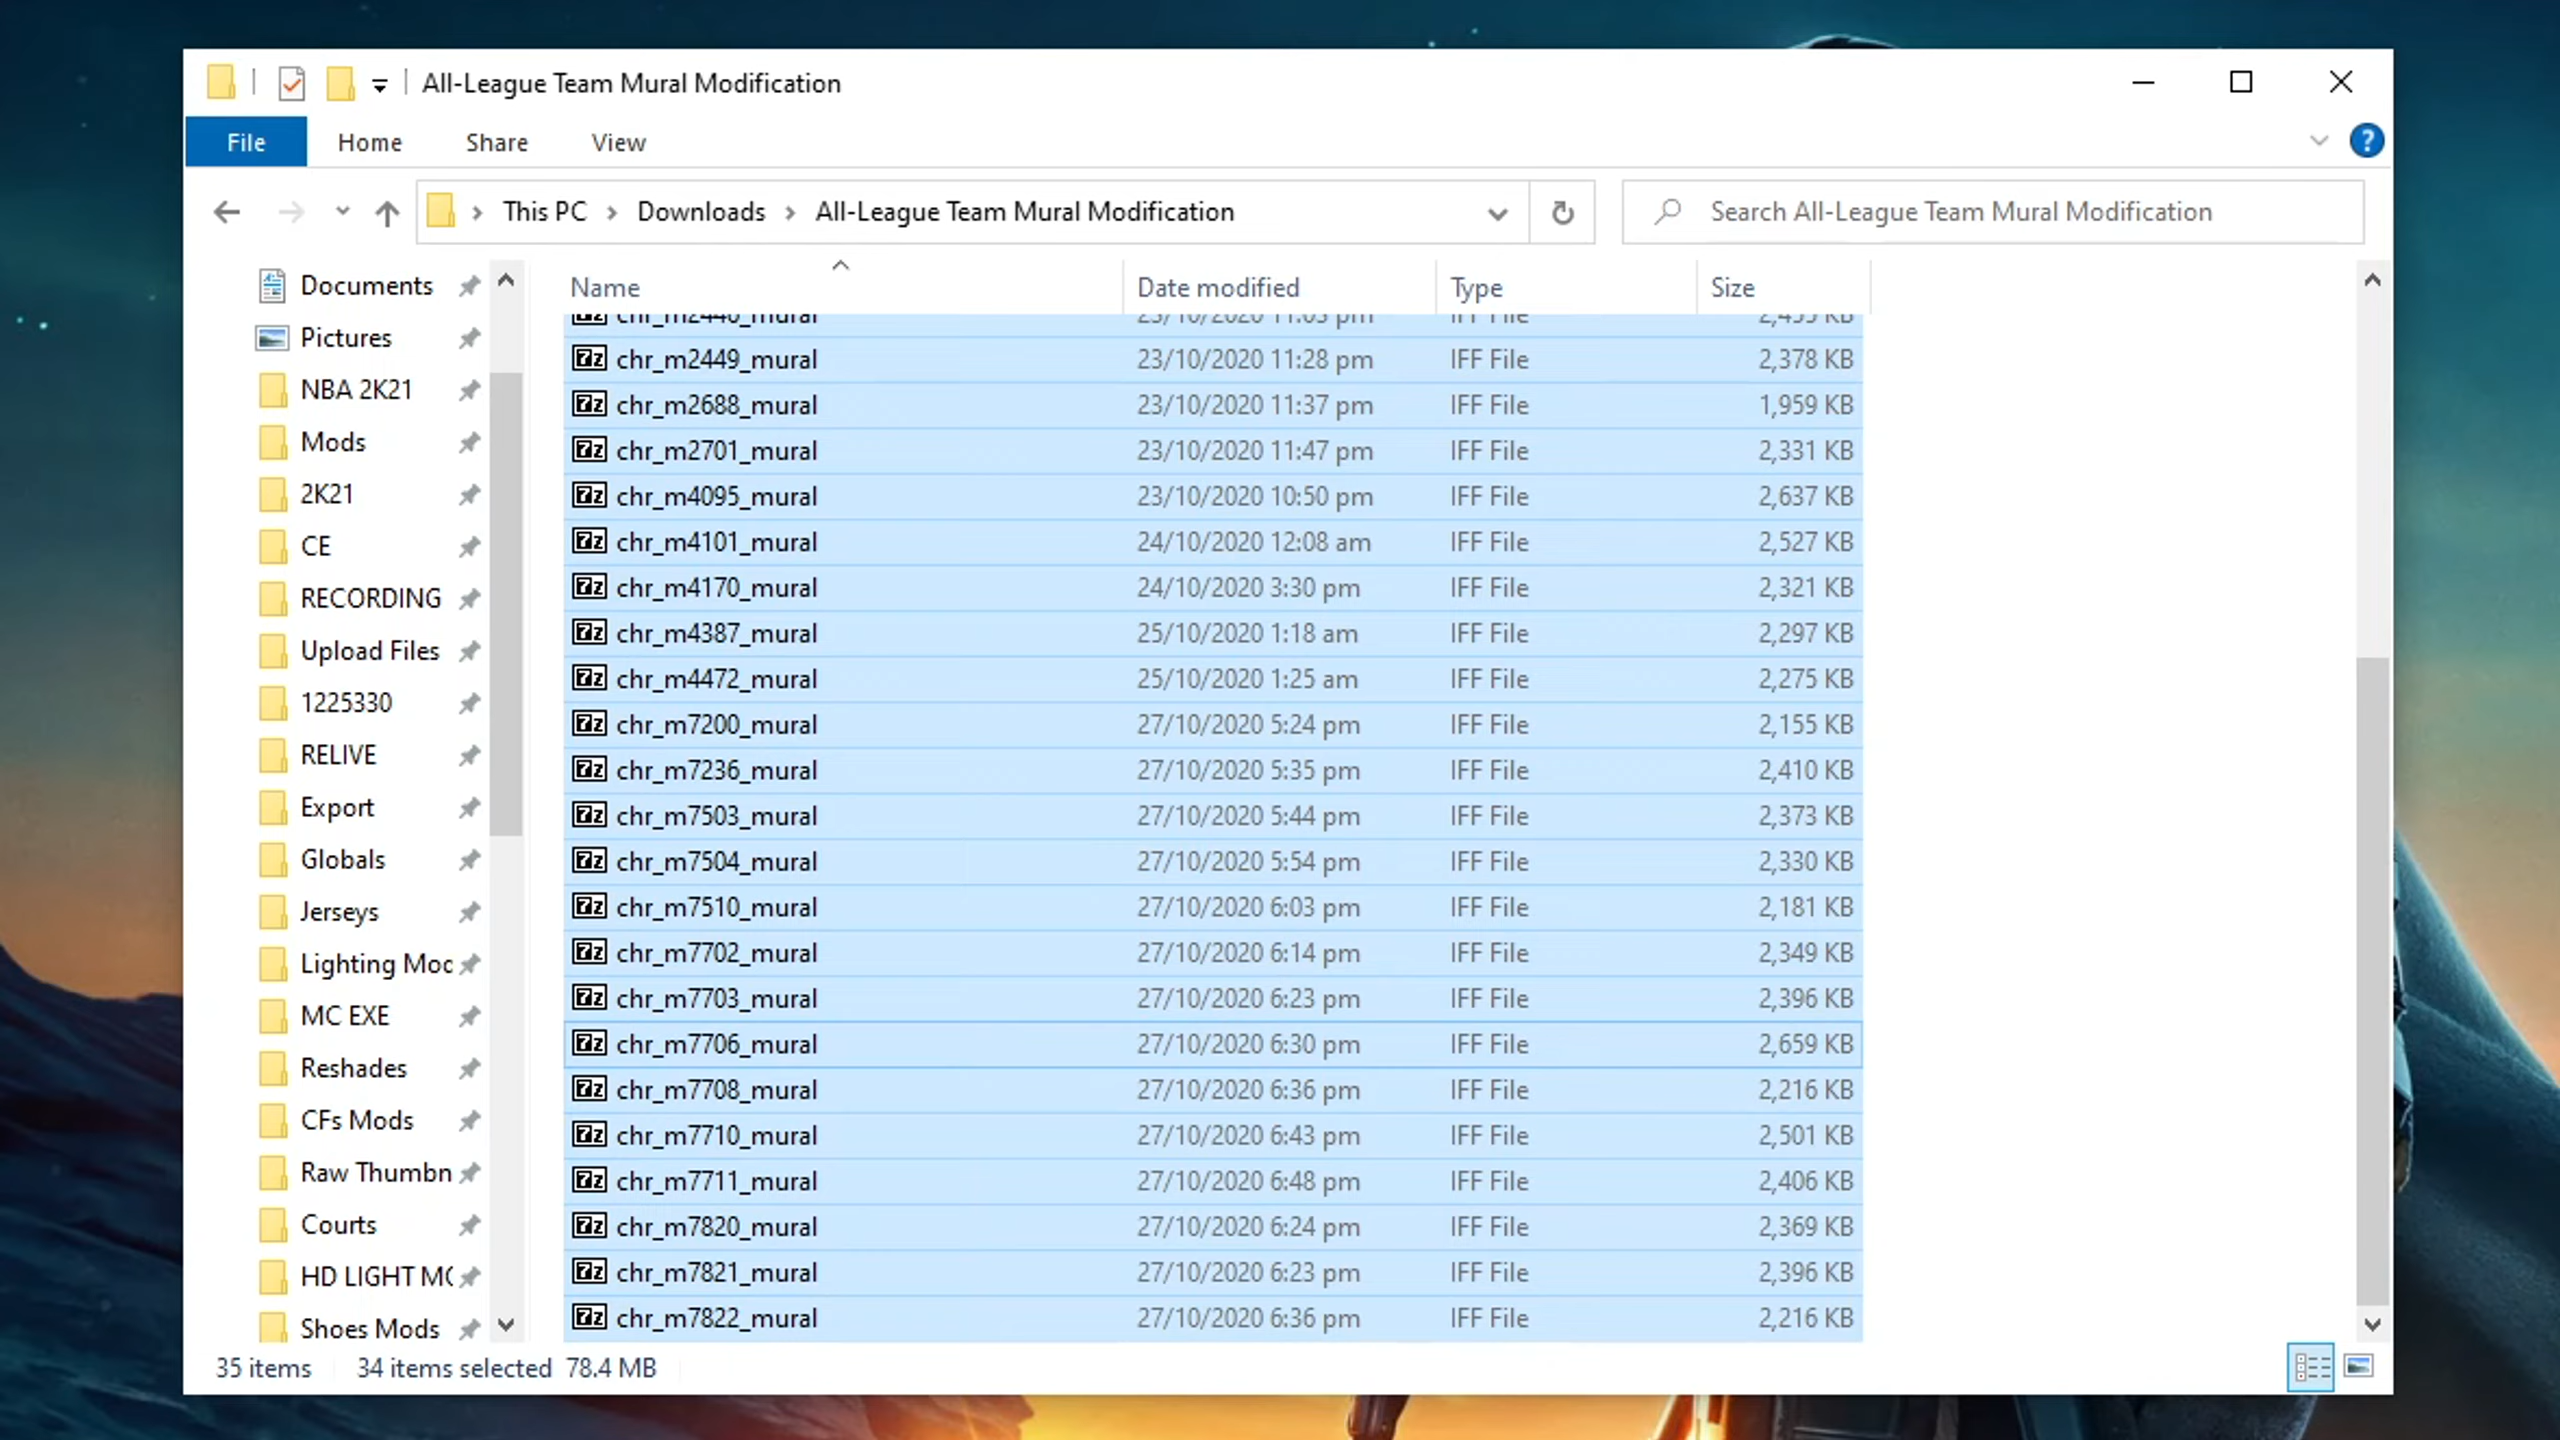 All-League Team Mural Modification
File Home Share View
This PC > Downloads > All-League Team Mural Modification
Search All-League Team Mural Modification
Documents
Pictures
NBA 2K21
Mods
2K21
CE
RECORDING
Upload Files
1225330
RELIVE
Export
Globals
Jerseys
Lighting Moc
MC EXE
Reshades
CFs Mods
Raw Thumbn
Courts
HD LIGHT MC
Shoes Mods
Name Date modified Type Size
chr_m2449_mural 23/10/2020 11:28 pm IFF File 2,378 KB
chr_m2688_mural 23/10/2020 11:37 pm IFF File 1,959 KB
chr_m2701_mural 23/10/2020 11:47 pm IFF File 2,331 KB
chr_m4095_mural 23/10/2020 10:50 pm IFF File 2,637 KB
chr_m4101_mural 24/10/2020 12:08 am IFF File 2,527 KB
chr_m4170_mural 24/10/2020 3:30 pm IFF File 2,321 KB
chr_m4387_mural 25/10/2020 1:18 am IFF File 2,297 KB
chr_m4472_mural 25/10/2020 1:25 am IFF File 2,275 KB
chr_m7200_mural 27/10/2020 5:24 pm IFF File 2,155 KB
chr_m7236_mural 27/10/2020 5:35 pm IFF File 2,410 KB
chr_m7503_mural 27/10/2020 5:44 pm IFF File 2,373 KB
chr_m7504_mural 27/10/2020 5:54 pm IFF File 2,330 KB
chr_m7510_mural 27/10/2020 6:03 pm IFF File 2,181 KB
chr_m7702_mural 27/10/2020 6:14 pm IFF File 2,349 KB
chr_m7703_mural 27/10/2020 6:23 pm IFF File 2,396 KB
chr_m7706_mural 27/10/2020 6:30 pm IFF File 2,659 KB
chr_m7708_mural 27/10/2020 6:36 pm IFF File 2,216 KB
chr_m7710_mural 27/10/2020 6:43 pm IFF File 2,501 KB
chr_m7711_mural 27/10/2020 6:48 pm IFF File 2,406 KB
chr_m7820_mural 27/10/2020 6:24 pm IFF File 2,369 KB
chr_m7821_mural 27/10/2020 6:23 pm IFF File 2,396 KB
chr_m7822_mural 27/10/2020 6:36 pm IFF File 2,216 KB
35 items 34 items selected 78.4 MB